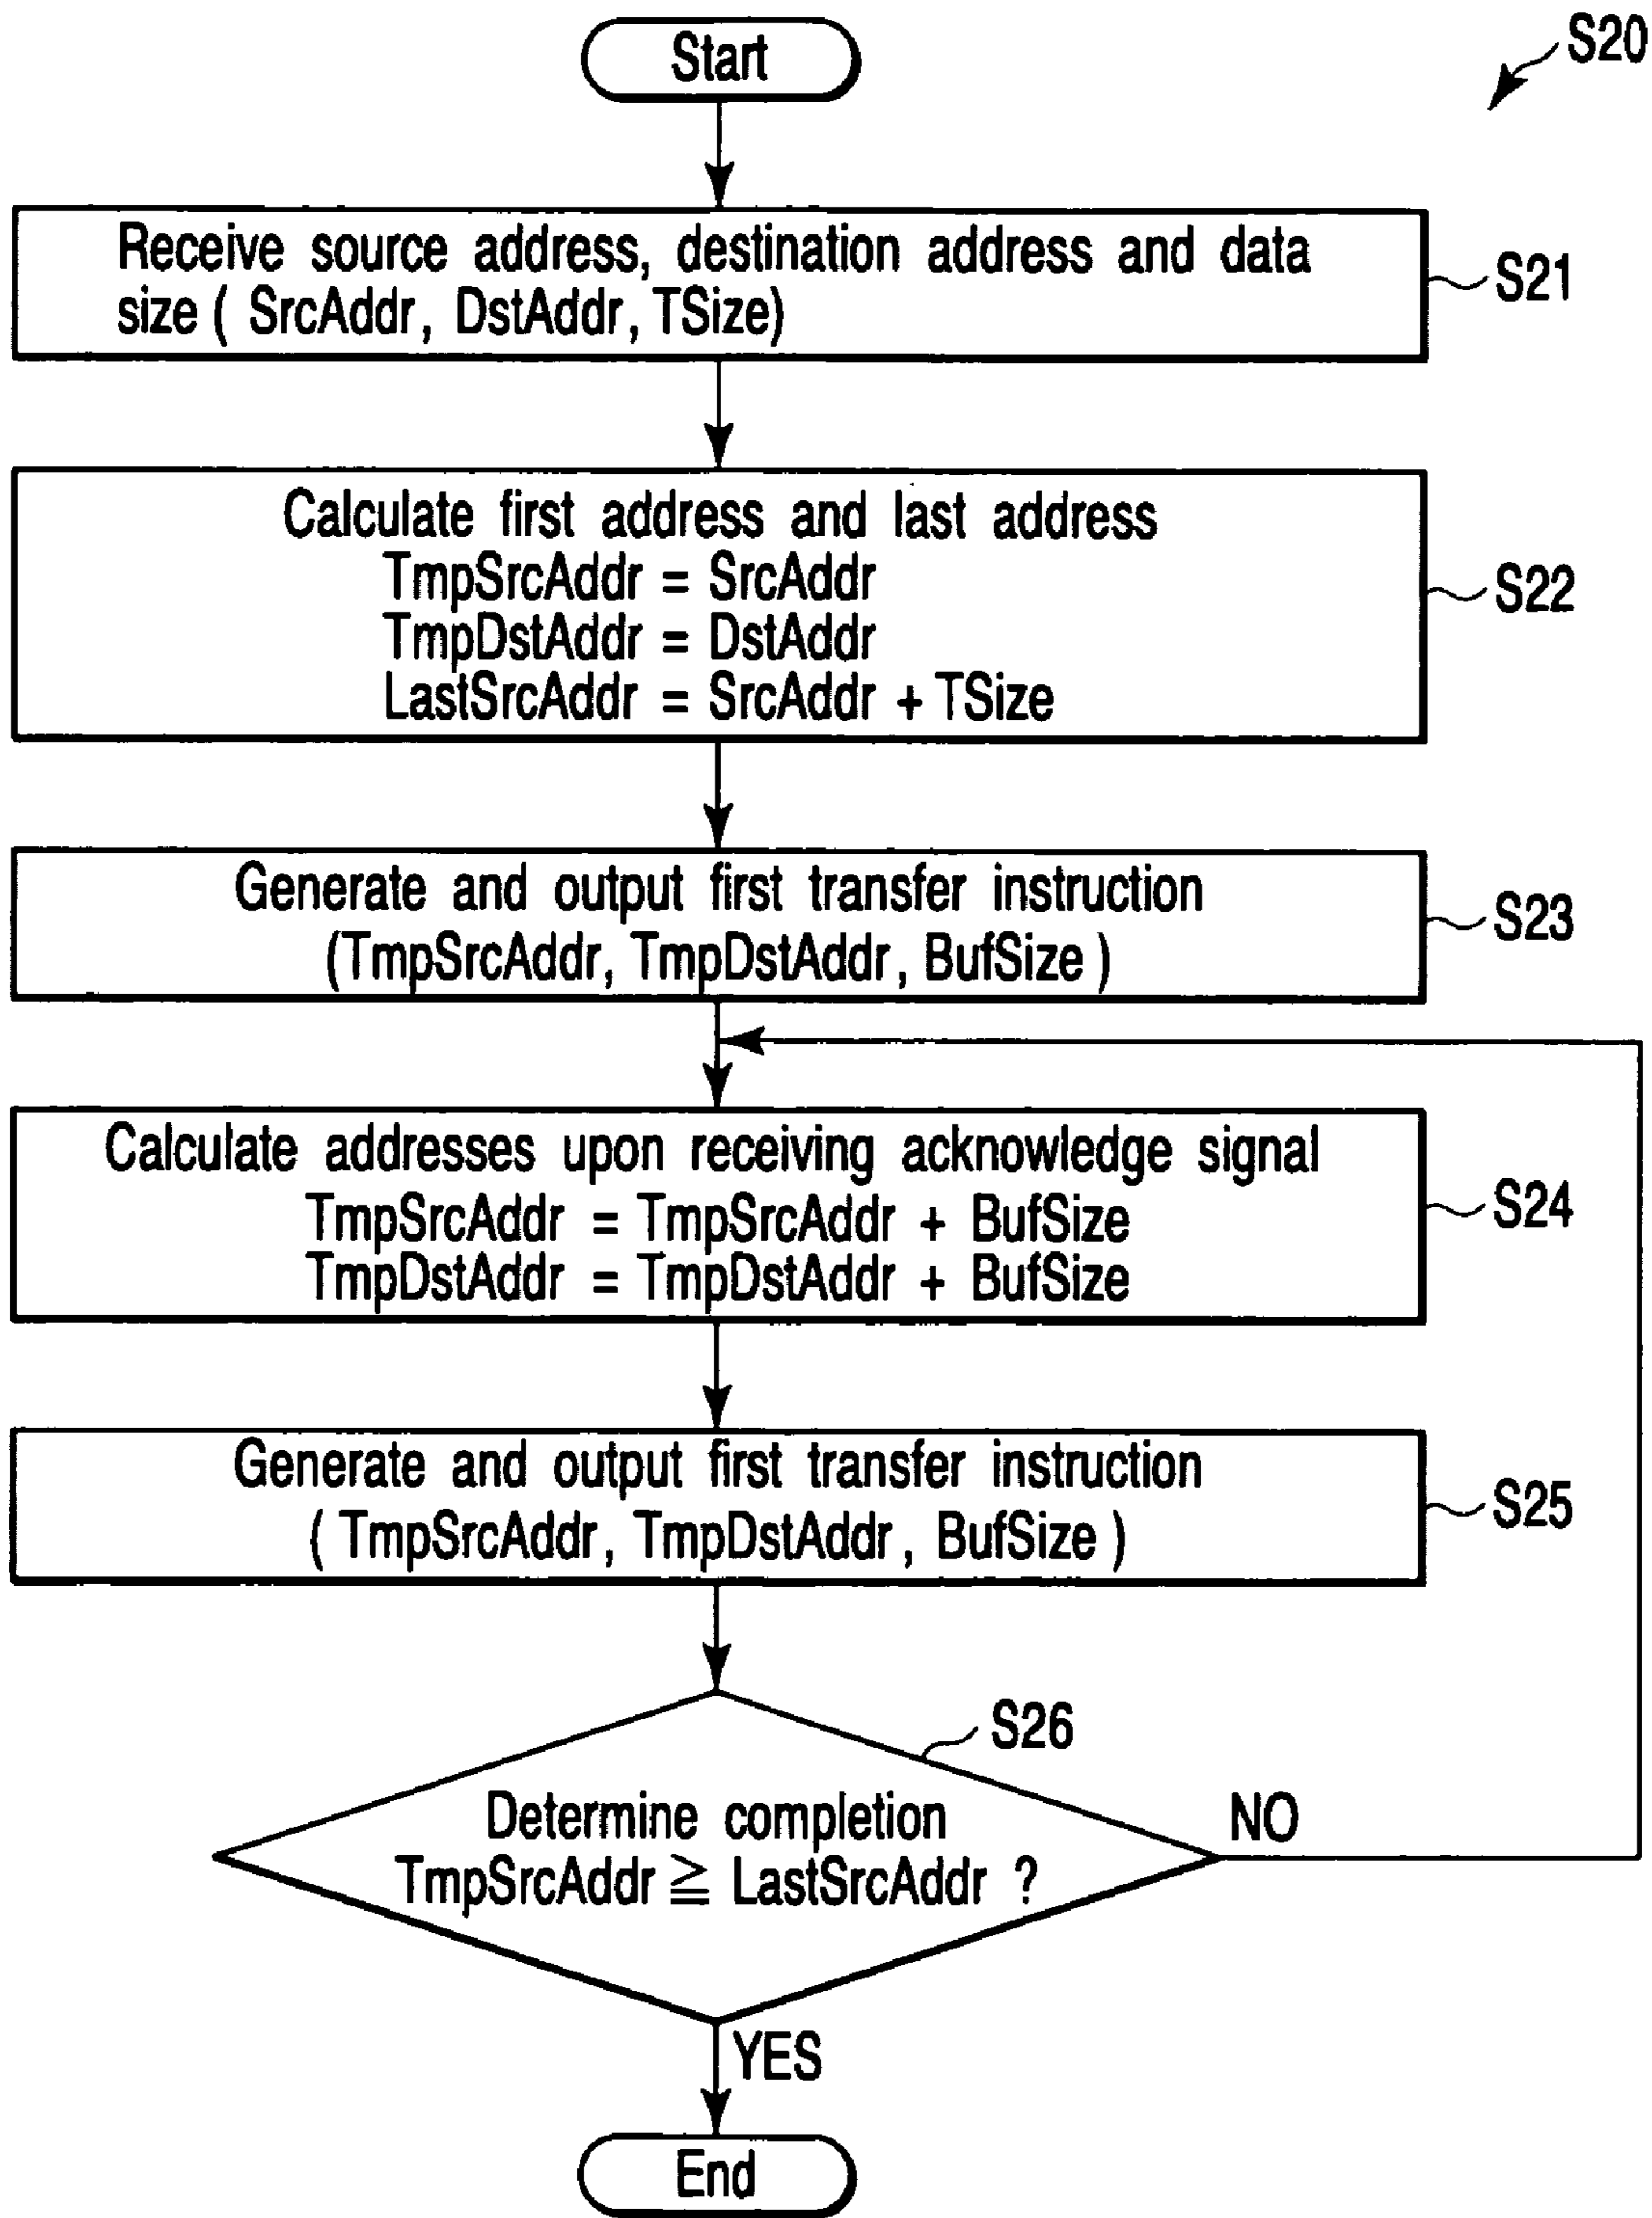 S20
Start
Receive source address, destination address and data
size ( SrcAddr, DstAddr, TSize)
S21
Calculate first address and last address
TmpSrcAddr = SrcAddr
TmpDstAddr = DstAddr
LastSrcAddr = SrcAddr + TSize
S22
Generate and output first transfer instruction
(TmpSrcAddr, TmpDstAddr, BufSize )
S23
Calculate addresses upon receiving acknowledge signal
TmpSrcAddr = TmpSrcAddr + BufSize
TmpDstAddr = TmpDstAddr + BufSize
S24
Generate and output first transfer instruction
( TmpSrcAddr, TmpDstAddr, BufSize )
S25
S26
Determine completion
TmpSrcAddr ≧ LastSrcAddr ?
NO
YES
End